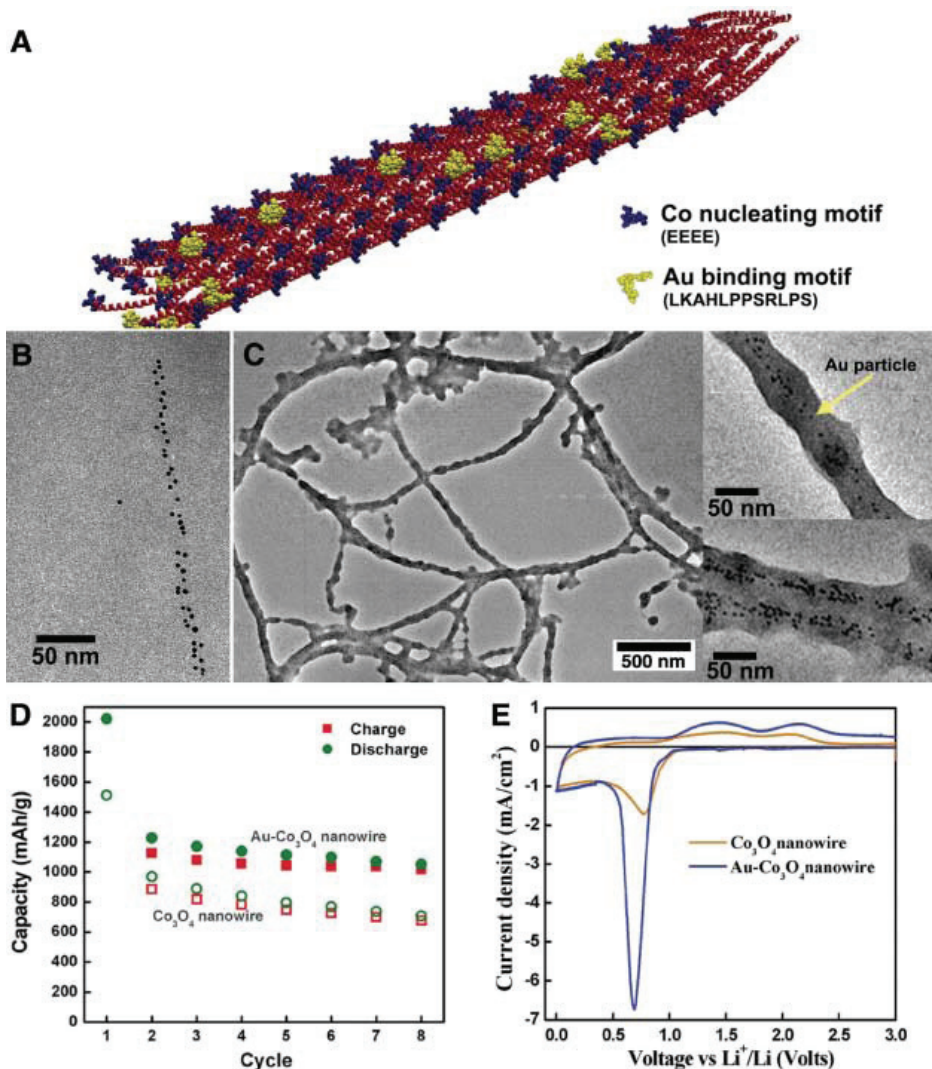 A
Co nucleating motif
(EEEE)
Au binding motif
(LKAHLPPSRLPS)
B
50 nm
C
500 nm
Au particle
50 nm
50 nm
D
Capacity (mAh/g)
2000
1800
1600
1400
1200
1000
800
600
400
200
0
Charge
Discharge
Au-Co₃O₄ nanowire
Co₃O₄ nanowire
1 2 3 4 5 6 7 8
Cycle
E
Current density (mA/cm²)
1
0
-1
-2
-3
-4
-5
-6
-7
Co₃O₄nanowire
Au-Co₃O₄nanowire
0.0 0.5 1.0 1.5 2.0 2.5 3.0
Voltage vs Li⁺/Li (Volts)